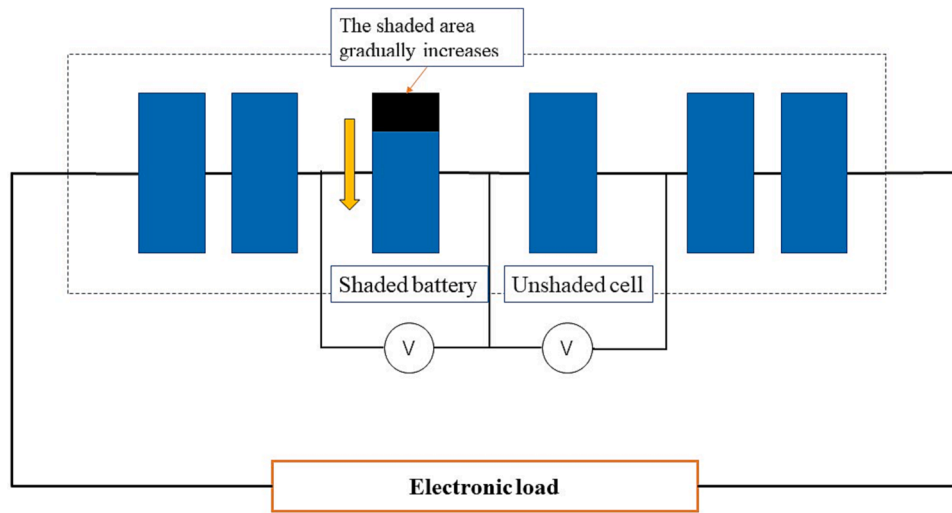 The shaded area
gradually increases
Shaded battery
Unshaded cell
V
V
Electronic load